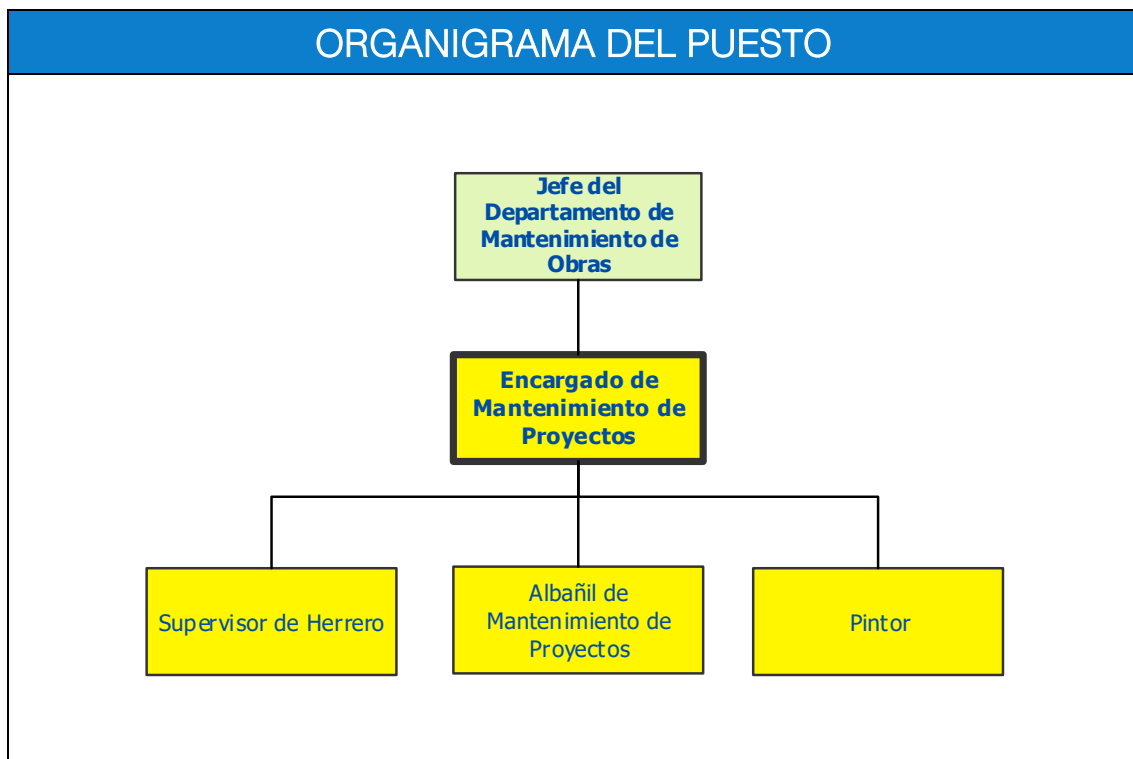 ORGANIGRAMA DEL PUESTO
Jefe del
Departamento de
Mantenimiento de
Obras
Encargado de
Mantenimiento de
Proyectos
Supervisor de Herrero
Albañil de
Mantenimiento de
Proyectos
Pintor